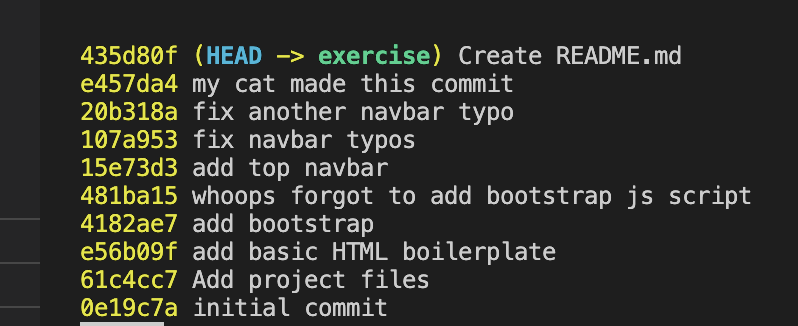 435d80f (HEAD -> exercise) Create README.md
e457da4 my cat made this commit
20b318a fix another navbar typo
107a953 fix navbar typos
15e73d3 add top navbar
481ba15 whoops forgot to add bootstrap js script
4182ae7 add bootstrap
e56b09f add basic HTML boilerplate
61c4cc7 Add project files
0e19c7a initial commit